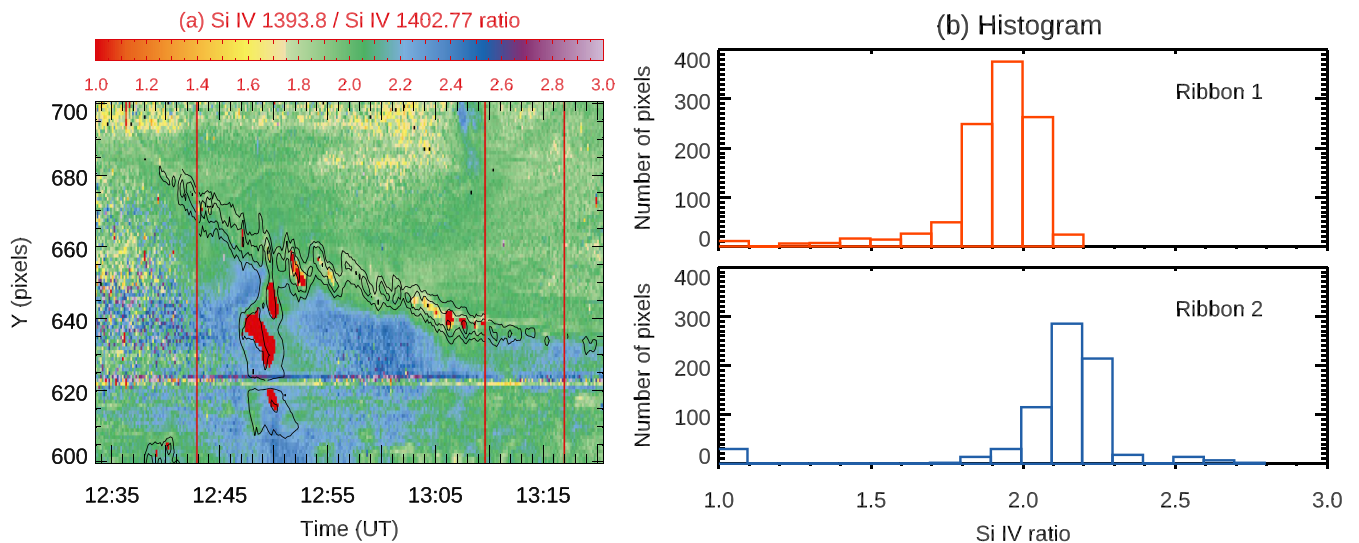 (a) Si IV 1393.8 / Si IV 1402.77 ratio
1.0 1.2 1.4 1.6 1.8 2.0 2.2 2.4 2.6 2.8 3.0
Y (pixels)
700
680
660
640
620
600
12:35 12:45 12:55 13:05 13:15
Time (UT)
(b) Histogram
Number of pixels
400
300
200
100
0
Ribbon 1
Number of pixels
400
300
200
100
0
Ribbon 2
1.0 1.5 2.0 2.5 3.0
Si IV ratio